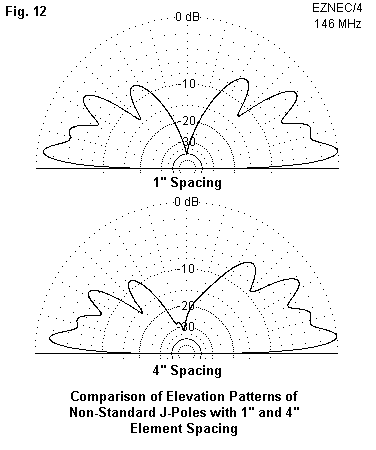 Fig. 12
EZNEC/4
146 MHz
0 dB
-10
-20
-30
1" Spacing
0 dB
-10
-20
-30
4" Spacing
Comparison of Elevation Patterns of
Non-Standard J-Poles with 1" and 4"
Element Spacing